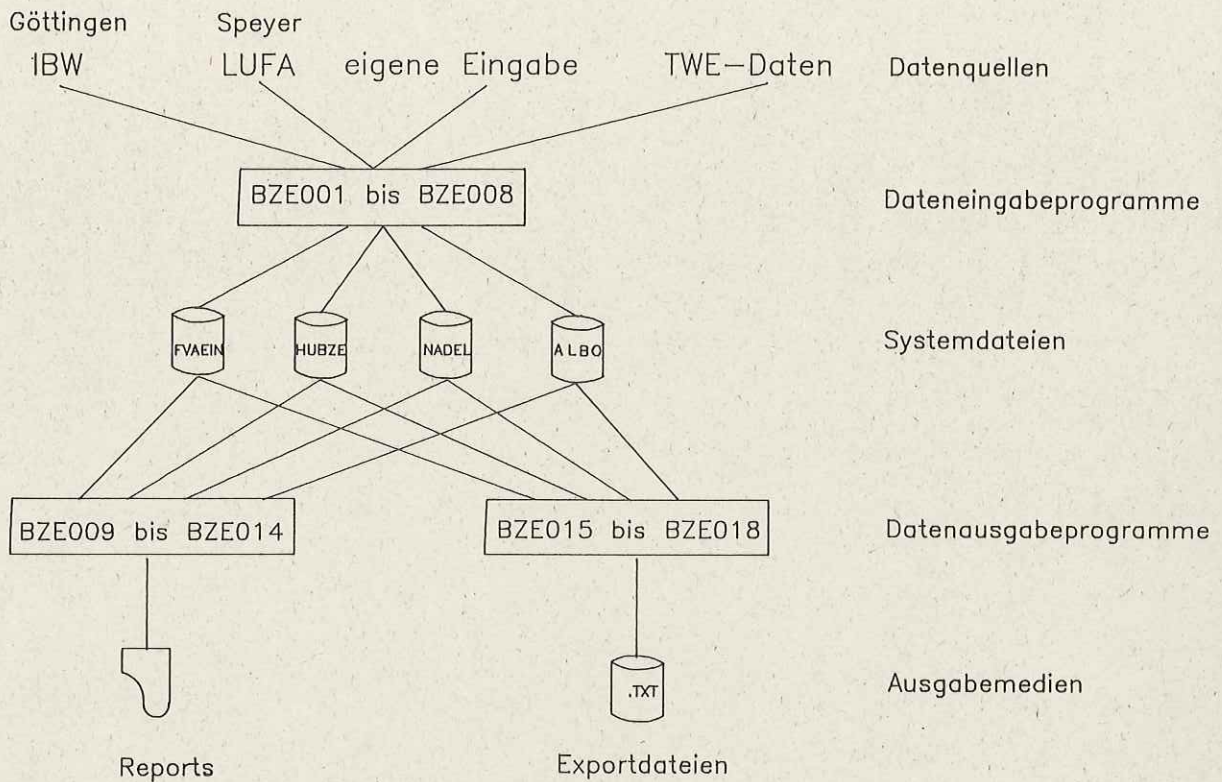 Göttingen Speyer
IBW LUFA eigene Eingabe TWE-Daten Datenquellen
BZE001 bis BZE008 Dateneingabeprogramme
FVAEIN HUBZE NADEL ALBO Systemdateien
BZE009 bis BZE014 BZE015 bis BZE018 Datenausgabeprogramme
.TXT Ausgabemedien
Reports Exportdateien